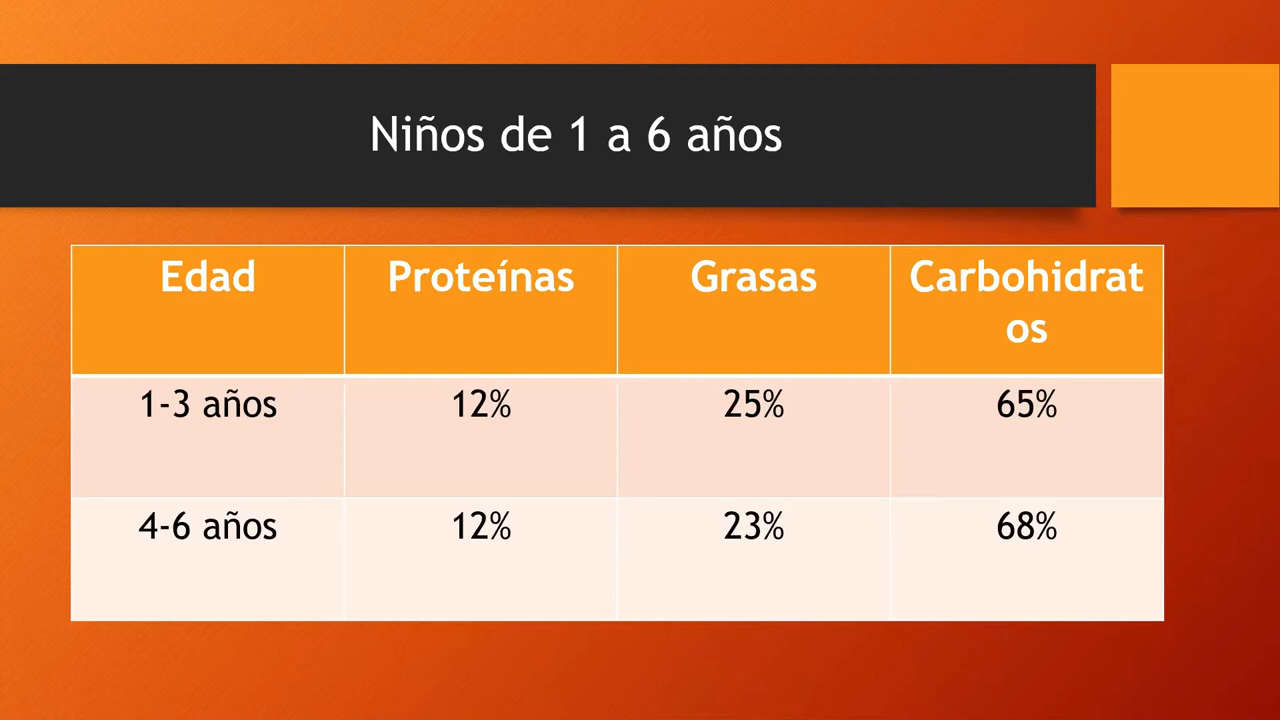 Niños de 1 a 6 años
Edad Proteínas Grasas Carbohidrat
os
1-3 años 12% 25% 65%
4-6 años 12% 23% 68%